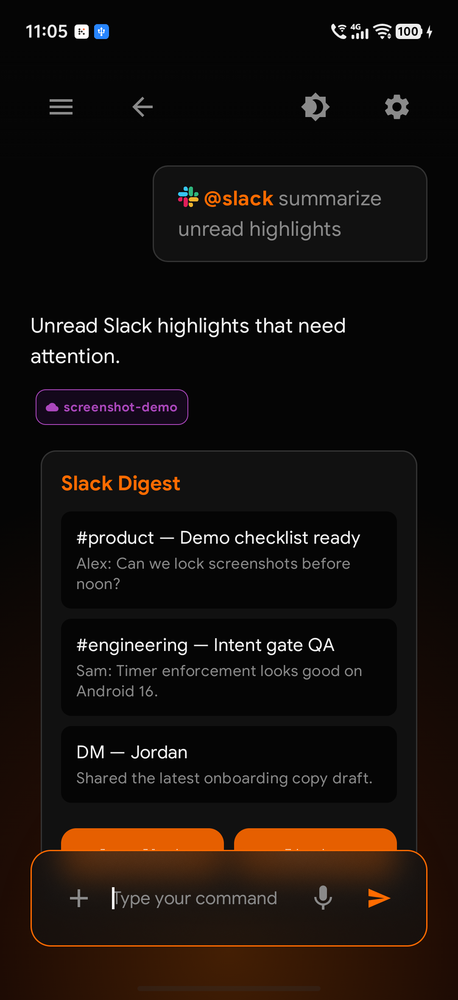 11:05
4G
100
@slack summarize
unread highlights
Unread Slack highlights that need
attention.
screenshot-demo
Slack Digest
#product — Demo checklist ready
Alex: Can we lock screenshots before
noon?
#engineering — Intent gate QA
Sam: Timer enforcement looks good on
Android 16.
DM — Jordan
Shared the latest onboarding copy draft.
Type your command